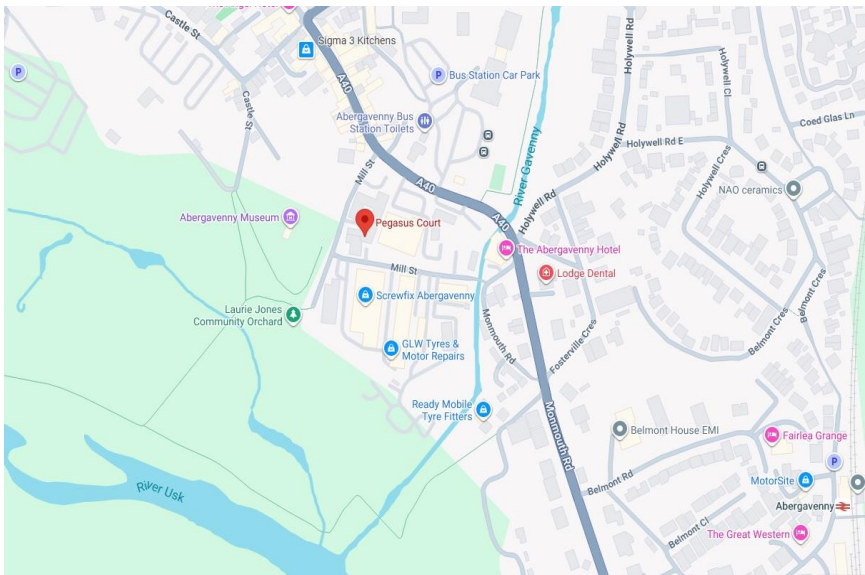 Castle St
Sigma 3 Kitchens
A40
P
P
Bus Station Car Park
Castle St
Abergavenny Bus
Station Toilets
Mill St
A40
River Gavenny
Holywell Rd
Holywell Rd
Holywell Cl
Coed Glas Ln
Holywell Rd E
Holywell Cres
NAO ceramics
Holywell Rd
Abergavenny Museum
Pegasus Court
A40
The Abergavenny Hotel
Lodge Dental
Mill St
Screwfix Abergavenny
Laurie Jones
Community Orchard
Monmouth Rd
Fosterville Cres
Belmont Cres
Belmont Cres
GLW Tyres &
Motor Repairs
Ready Mobile
Tyre Fitters
Monmouth Rd
Belmont House EMI
Fairlea Grange
P
Belmont Rd
MotorSite
River Usk
Abergavenny
Belmont Cl
The Great Western